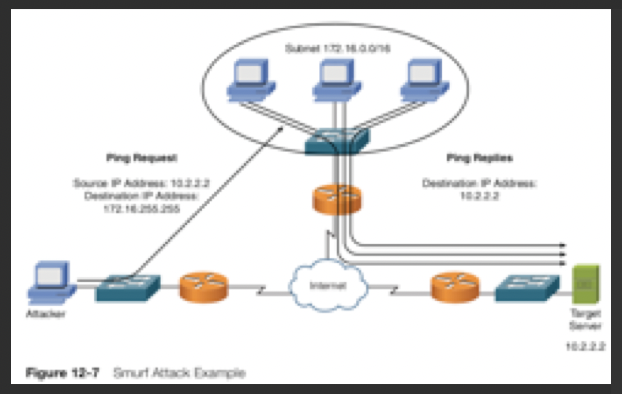 Subnet 172.16.0.0/16
Ping Request
Source IP Address: 10.2.2.2
Destination IP Address:
172.16.255.255
Ping Replies
Destination IP Address:
10.2.2.2
Internet
Attacker
Target
Server
10.2.2.2
Figure 12-7 Smurf Attack Example